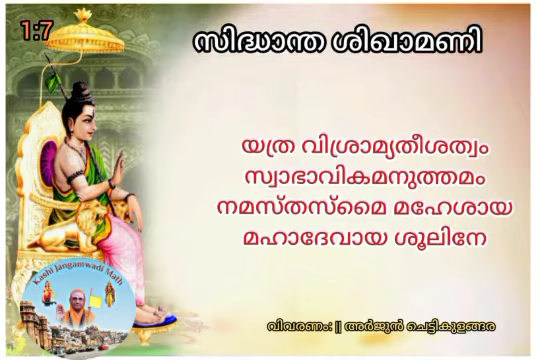 1:7
സിദ്ധാന്ത ശിഖാമണി
യത്ര വിശ്രാമ്യതീശത്വം
സ്വാഭാവികമനുത്തമം
നമസ്തസ്മൈ മഹേശായ
മഹാദേവായ ശൂലിനേ
Kashi Jangamwadi Math
വിവരണം: || അർജുൻ ചെട്ടികുളങ്ങര